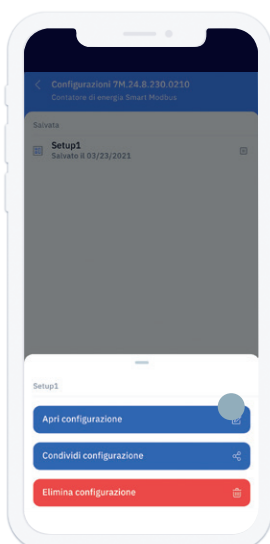 Configurazioni 7M.24.8.230.0210
Contatore di energia Smart Modbus
Salvata
Setup1
Salvato il 03/23/2021
Setup1
Apri configurazione
Condividi configurazione
Elimina configurazione